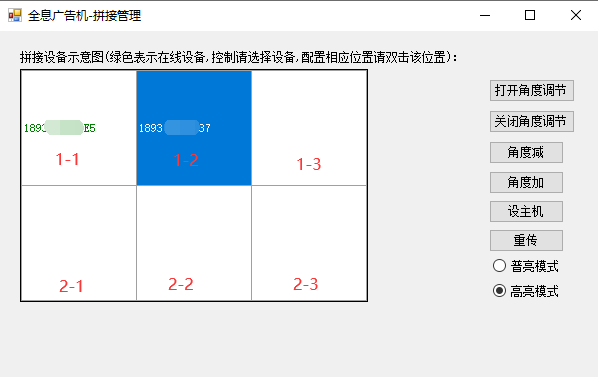 全息广告机-拼接管理
拼接设备示意图(绿色表示在线设备,控制请选择设备,配置相应位置请双击该位置):
打开角度调节
关闭角度调节
1893 E5
1893 37
1-1
1-2
1-3
角度减
角度加
设主机
重传
普亮模式
2-1
2-2
2-3
高亮模式